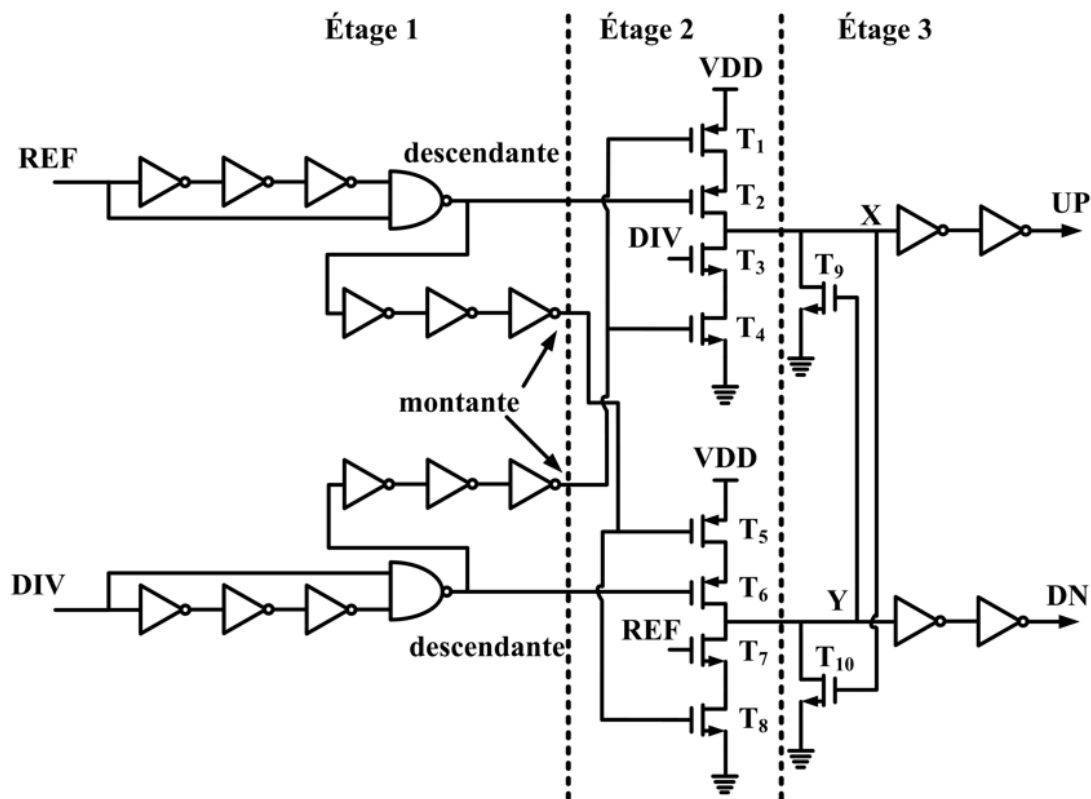 Étage 1
Étage 2
Étage 3
VDD
REF
descendante
T1
T2
X
UP
DIV
T3
T9
T4
montante
VDD
T5
DIV
T6
Y
DN
REF
descendante
T7
T10
T8